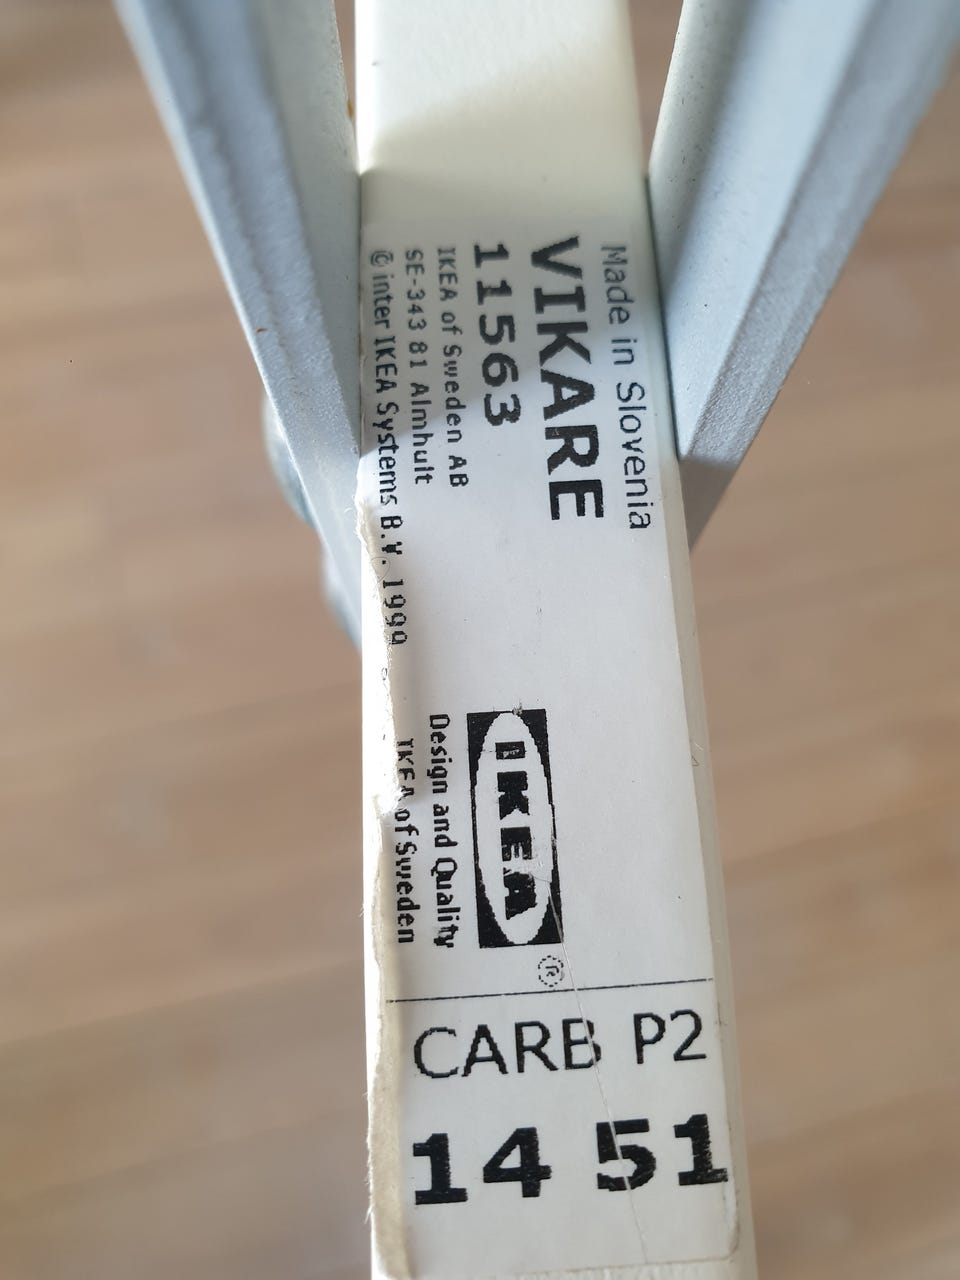 Made in Slovenia
VIKARE
11563
IKEA of Sweden AB
SE-343 81 Almhult
© inter IKEA Systems B.V. 1999
IKEA
®
Design and Quality
IKEA of Sweden
CARB P2
14 51